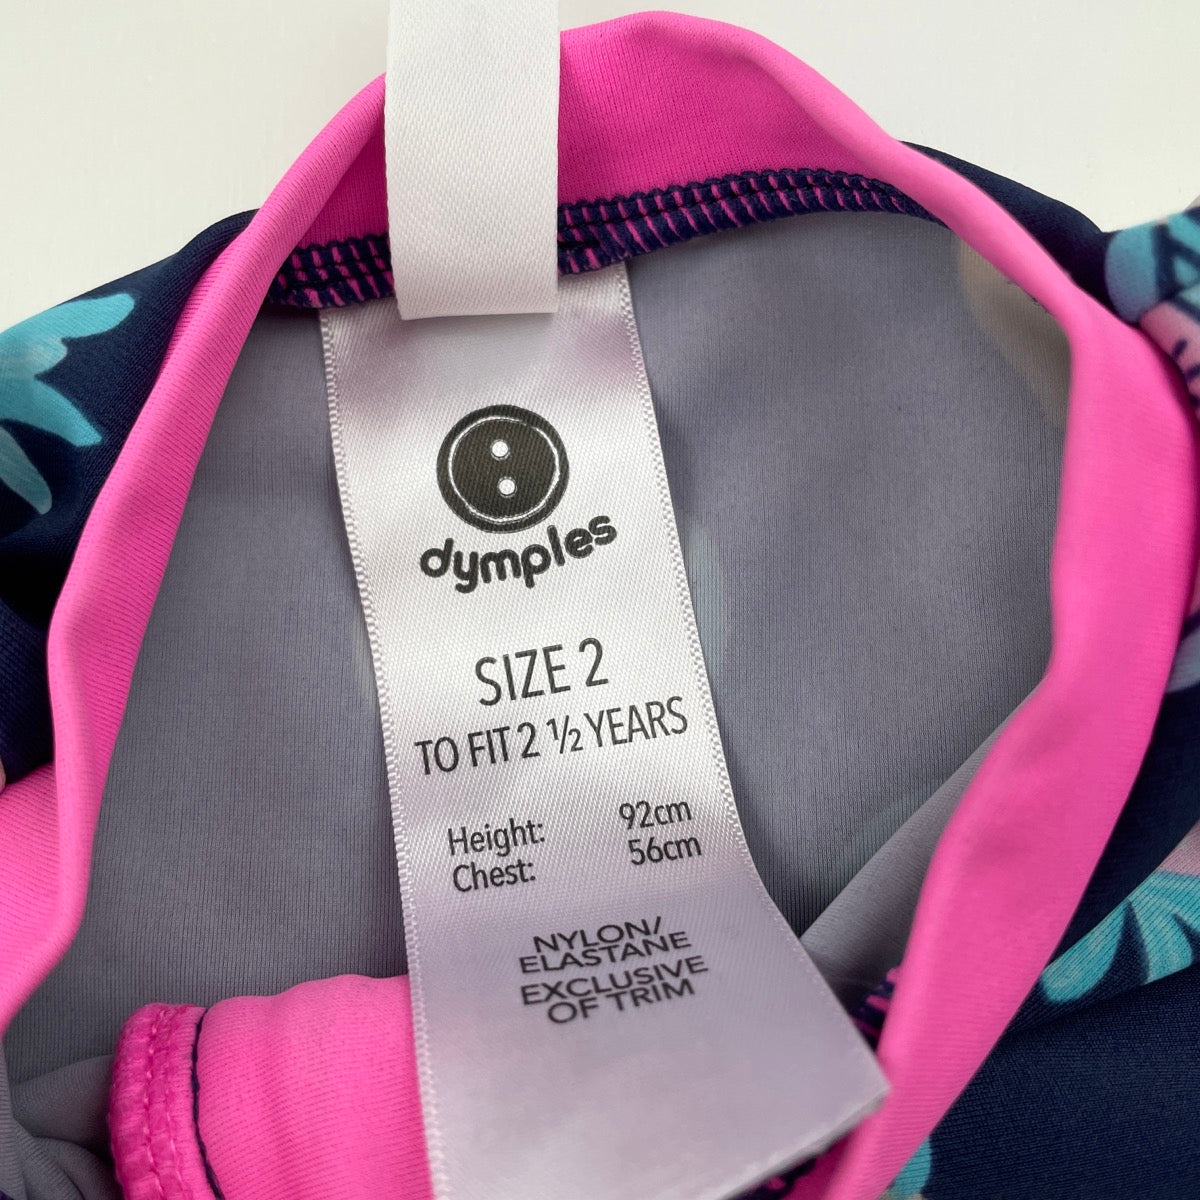 dymples
SIZE 2
TO FIT 2 ½ YEARS
Height: 92cm
Chest: 56cm
NYLON/
ELASTANE
EXCLUSIVE
OF TRIM